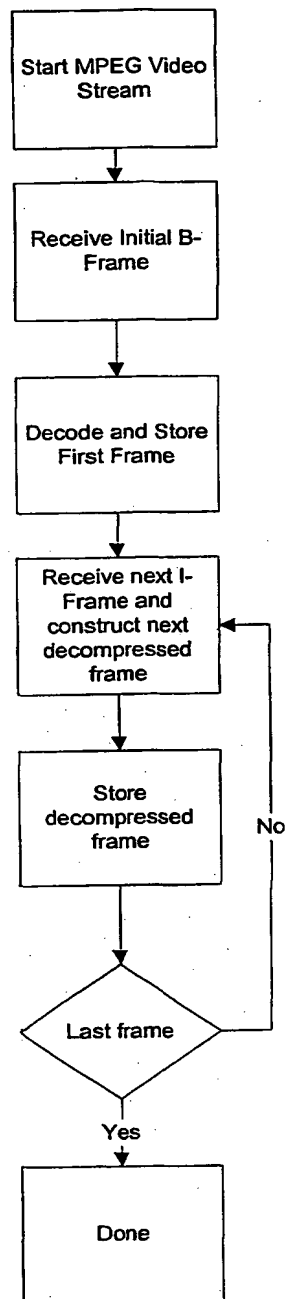 Start MPEG Video
Stream
Receive Initial B-
Frame
Decode and Store
First Frame
Receive next I-
Frame and
construct next
decompressed
frame
Store
decompressed
frame
No
Last frame
Yes
Done